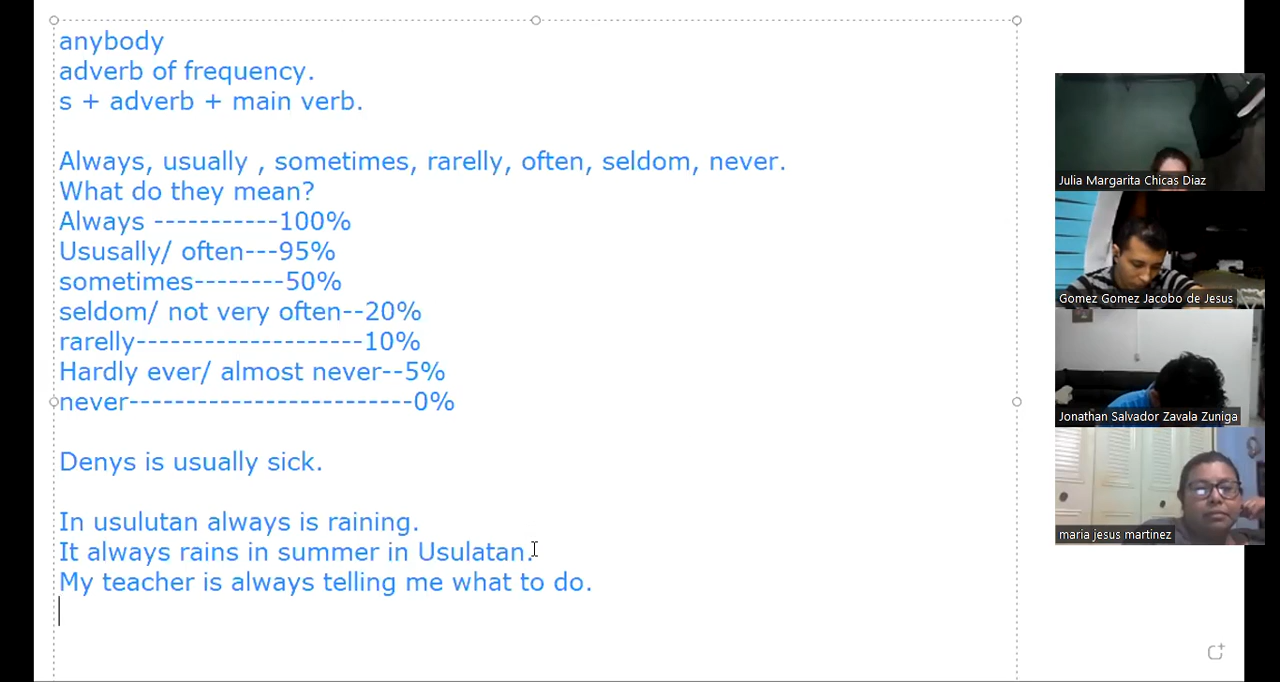 anybody
adverb of frequency.
s + adverb + main verb.
Always, usually , sometimes, rarelly, often, seldom, never.
What do they mean?
Always -----------100%
Ususally/ often---95%
sometimes--------50%
seldom/ not very often--20%
rarelly--------------------10%
Hardly ever/ almost never--5%
never-------------------------0%
Denys is usually sick.
In usulutan always is raining.
It always rains in summer in Usulatan.
My teacher is always telling me what to do.
Julia Margarita Chicas Diaz
Gomez Gomez Jacobo de Jesus
Jonathan Salvador Zavala Zuniga
maria jesus martinez